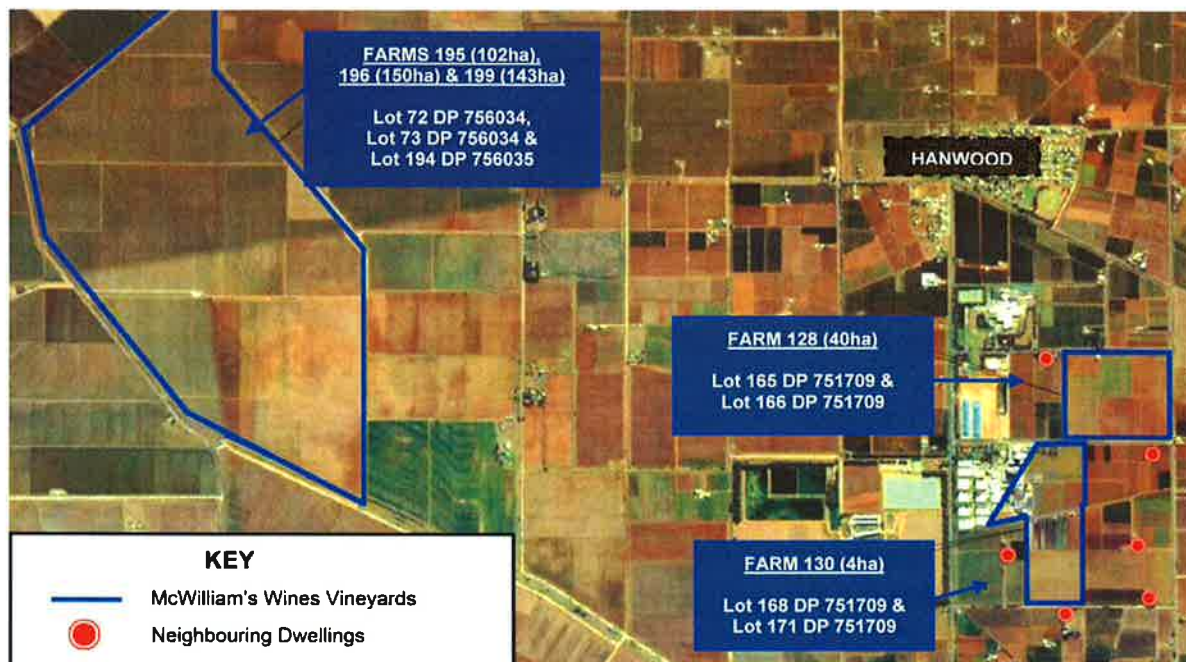 FARMS 195 (102ha),
196 (150ha) & 199 (143ha)
Lot 72 DP 756034,
Lot 73 DP 756034 &
Lot 194 DP 756035
HANWOOD
FARM 128 (40ha)
Lot 165 DP 751709 &
Lot 166 DP 751709
FARM 130 (4ha)
Lot 168 DP 751709 &
Lot 171 DP 751709
KEY
McWilliam's Wines Vineyards
Neighbouring Dwellings